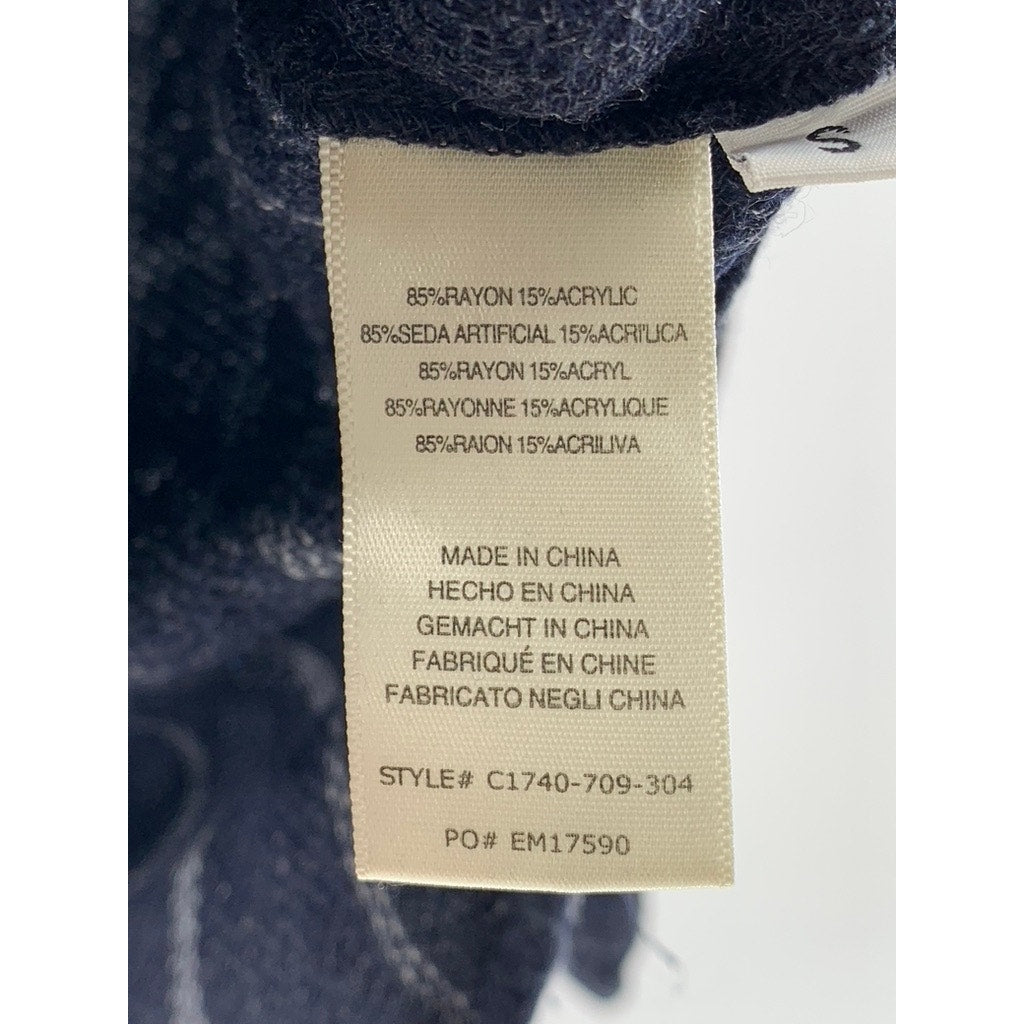 S
85%RAYON 15%ACRYLIC
85%SEDA ARTIFICIAL 15%ACRI'LICA
85%RAYON 15%ACRYL
85%RAYONNE 15%ACRYLIQUE
85%RAION 15%ACRILIVA
MADE IN CHINA
HECHO EN CHINA
GEMACHT IN CHINA
FABRIQUÉ EN CHINE
FABRICATO NEGLI CHINA
STYLE# C1740-709-304
PO# EM17590